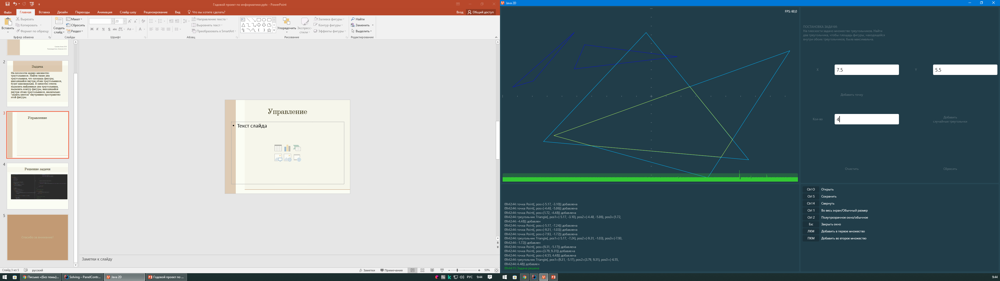 Годовой проект по информатике.pptx - PowerPoint
Файл Главная Вставка Дизайн Переходы Анимация Слайд-шоу Рецензирование Вид Что вы хотите сделать? Вход Общий доступ
Вставить
Вырезать
Копировать
Формат по образцу
Буфер обмена
Создать слайд
Макет
Сбросить
Раздел
Слайды
20
Ж К Ч S abc AV Aa A
Шрифт
Направление текста
Выровнять текст
Преобразовать в SmartArt
Абзац
Упорядочить
Экспресс-стили
Заливка фигуры
Контур фигуры
Эффекты фигуры
Рисование
Найти
Заменить
Выделить
Редактирование
2
Задача
На плоскости задано множество
треугольников. Найти такие два
треугольника, что площадь фигуры,
находящейся внутри обоих треугольников,
будет максимальна. В качестве ответа:
выделить найденные два треугольника,
выделить контур фигуры, находящейся
внутри обоих треугольников, желательно
"залить цветом" внутреннее пространство
этой фигуры.
3
Управление
4
Решение задачи
5
Спасибо за внимание!
Управление
• Текст слайда
Заметки к слайду
Слайд 3 из 5 русский Заметки Примечания 50%
Письмо «(Без темы)... Solving – PanelContr... Java 2D Годовой проект по ... РУС 9:44
Java 2D
FPS: 60,0
ПОСТАНОВКА ЗАДАЧИ:
На плоскости задано множество треугольников. Найти
два треугольника, чтобы площадь фигуры, находящейся
внутри обоих треугольников, была максимальна.
X 7.5 Y 5.5
Добавить точку
Кол-во 4 Добавить
случайные треугольники
Очистить Сбросить
09:42:44: точка Point{, pos=(-5.17, -3.10)} добавлена
09:42:44: точка Point{, pos=(-4.48, -5.86)} добавлена
09:42:44: точка Point{, pos=(1.72, -4.48)} добавлена
09:42:44: треугольник Triangle{, pos1=(-5.17, -3.10), pos2=(-4.48, -5.86), pos3=(1.72,
09:42:44: -4.48)} добавлен
09:42:44: точка Point{, pos=(-5.17, -7.24)} добавлена
09:42:44: точка Point{, pos=(-9.31, -1.03)} добавлена
09:42:44: точка Point{, pos=(-7.93, -1.72)} добавлена
09:42:44: треугольник Triangle{, pos1=(-5.17, -7.24), pos2=(-9.31, -1.03), pos3=(-7.93,
09:42:44: -1.72)} добавлен
09:42:44: точка Point{, pos=(9.31, -5.17)} добавлена
09:42:44: точка Point{, pos=(3.79, 9.31)} добавлена
09:42:44: точка Point{, pos=(-6.55, 4.48)} добавлена
09:42:44: треугольник Triangle{, pos1=(9.31, -5.17), pos2=(3.79, 9.31), pos3=(-6.55,
09:42:44: 4.48)} добавлен
09:44:11: Задача решена
Ctrl O Открыть
Ctrl S Сохранить
Ctrl H Свернуть
Ctrl 1 Во весь экран/Обычный размер
Ctrl 2 Полупрозрачное окно/обычное
Esc Закрыть окно
ЛКМ Добавить в первое множество
ПКМ Добавить во второе множество
9:44